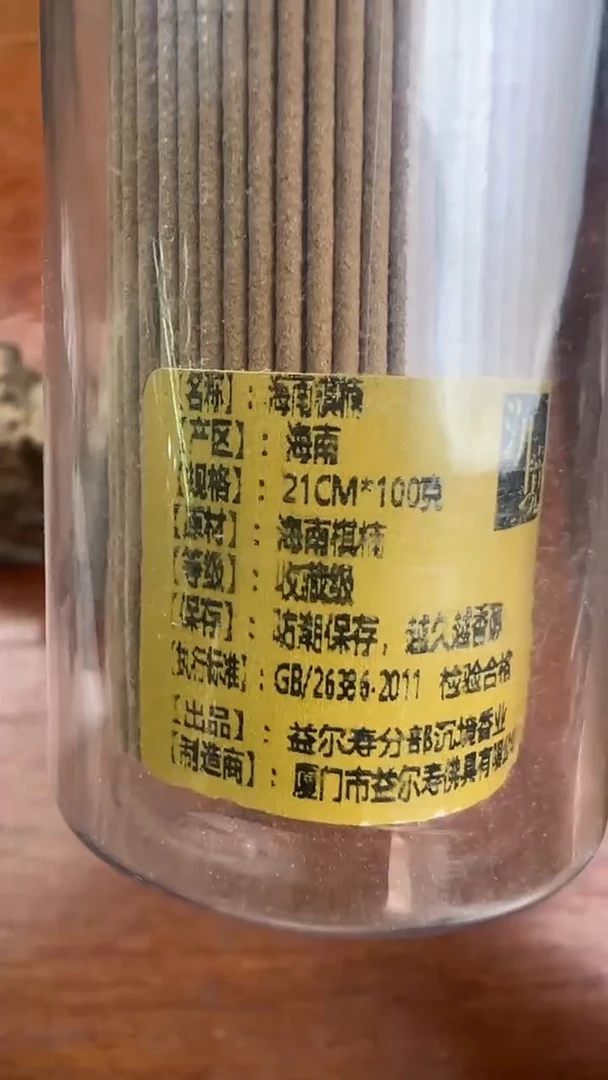 【名称】：海南棋楠
【产区】：海南
【规格】：21CM*100克
【原材】：海南棋楠
【等级】：收藏级
【保存】：防潮保存，越久越香醇
【执行标准】：GB/26386-2011 检验合格
【出品】：益尔寿分部沉境香业
【制造商】：厦门市益尔寿佛具有限公